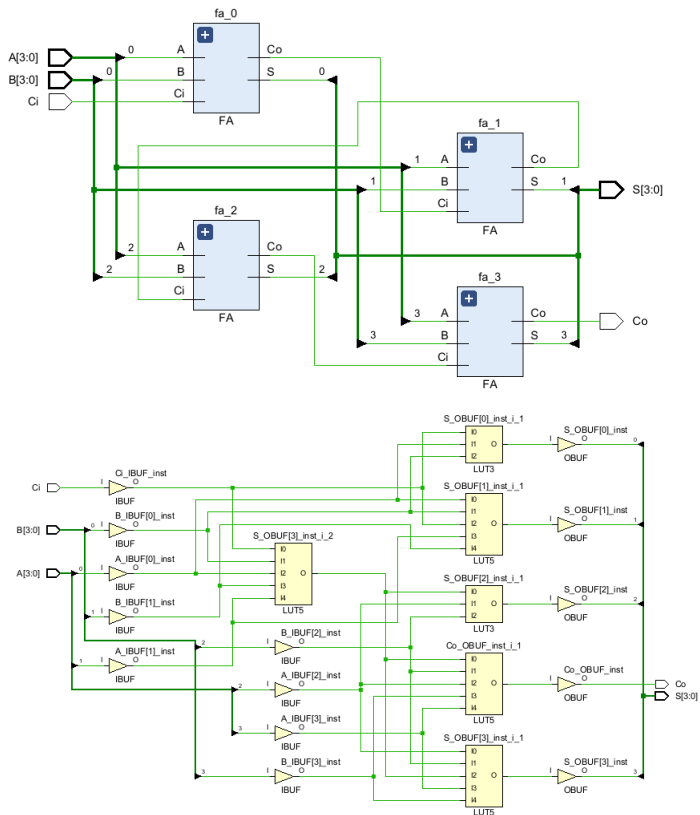 fa_0
A[3:0] 0 A Co
B[3:0] 0 B S 0
Ci Ci
FA
fa_1
1 A Co
1 B S 1 S[3:0]
Ci
FA
fa_2
2 A Co
2 B S 2
Ci
FA
fa_3
3 A Co Co
3 B S 3
Ci
FA
S_OBUF[0]_inst_i_1
I0
I1 O
I2
LUT3
S_OBUF[0]_inst
I O 0
OBUF
Ci_IBUF_inst
Ci I O
IBUF
S_OBUF[1]_inst_i_1
I0
I1
I2 O
I3
I4
LUT5
S_OBUF[1]_inst
I O 1
OBUF
B_IBUF[0]_inst
B[3:0] 0 I O
IBUF
A_IBUF[0]_inst
A[3:0] 0 I O
IBUF
S_OBUF[3]_inst_i_2
I0
I1
I2 O
I3
I4
LUT5
B_IBUF[1]_inst
1 I O
IBUF
A_IBUF[1]_inst
1 I O
IBUF
S_OBUF[2]_inst_i_1
I0
I1 O
I2
LUT3
S_OBUF[2]_inst
I O 2
OBUF
B_IBUF[2]_inst
2 I O
IBUF
A_IBUF[2]_inst
2 I O
IBUF
Co_OBUF_inst_i_1
I0
I1
I2 O
I3
I4
LUT5
Co_OBUF_inst
I O Co
OBUF
S[3:0]
A_IBUF[3]_inst
3 I O
IBUF
B_IBUF[3]_inst
3 I O
IBUF
S_OBUF[3]_inst_i_1
I0
I1
I2 O
I3
I4
LUT5
S_OBUF[3]_inst
I O 3
OBUF